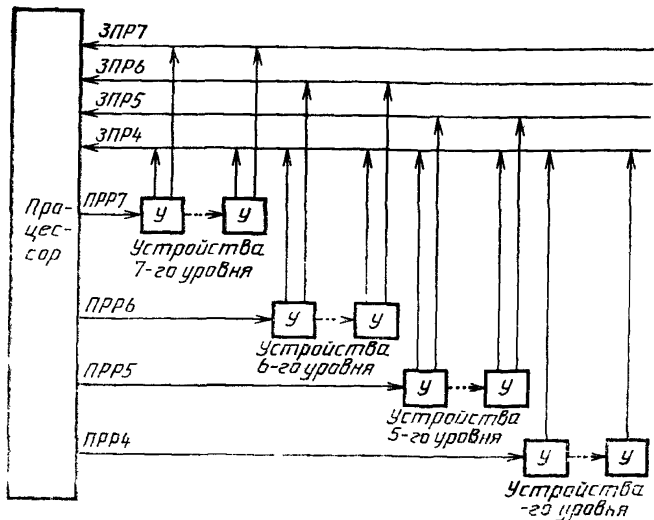 ЗПР7
ЗПР6
ЗПР5
ЗПР4
Про-
цес-
сор
ПРР7
У
У
Устройства
7-го уровня
ПРР6
У
У
Устройства
6-го уровня
ПРР5
У
У
Устройства
5-го уровня
ПРР4
У
У
Устройства
-го уровья